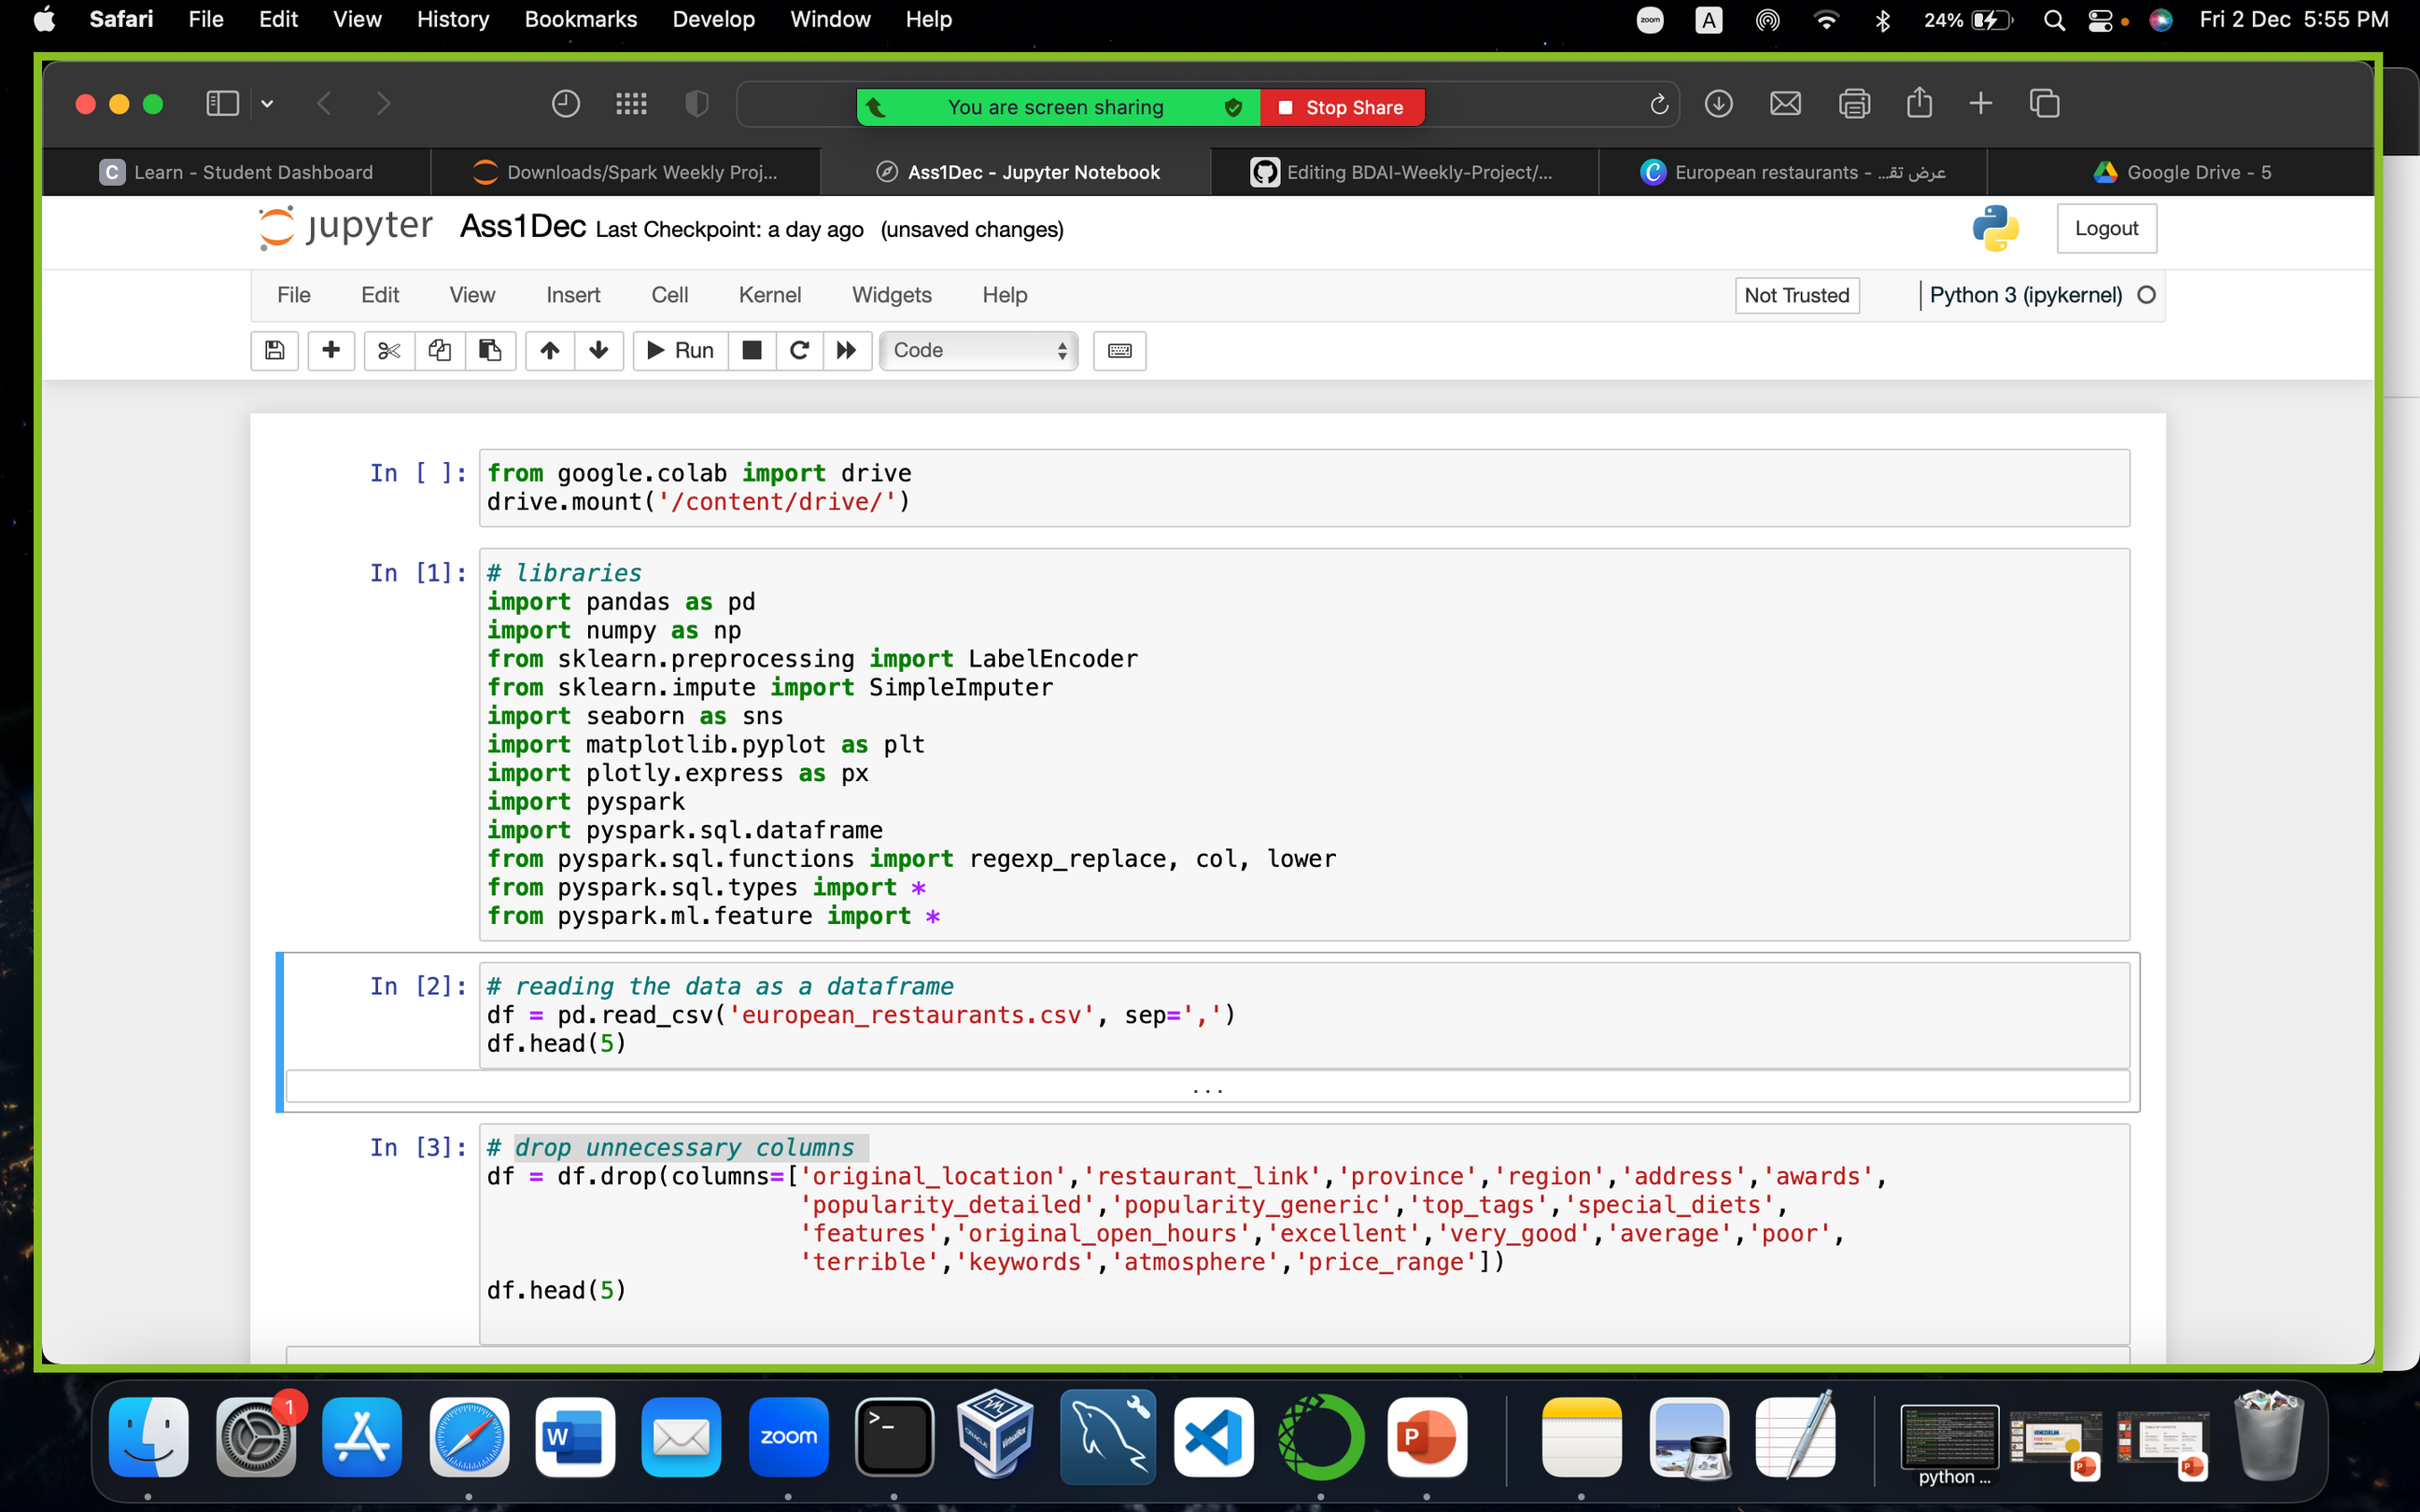 Safari File Edit View History Bookmarks Develop Window Help zoom A 24% Fri 2 Dec 5:55 PM
You are screen sharing Stop Share
C Learn - Student Dashboard Downloads/Spark Weekly Proj... Ass1Dec - Jupyter Notebook Editing BDAI-Weekly-Project/... European restaurants - ...عرض تق Google Drive - 5
jupyter Ass1Dec Last Checkpoint: a day ago (unsaved changes) Logout
File Edit View Insert Cell Kernel Widgets Help Not Trusted Python 3 (ipykernel)
Run Code
In [ ]: from google.colab import drive
drive.mount('/content/drive/')
In [1]: # libraries
import pandas as pd
import numpy as np
from sklearn.preprocessing import LabelEncoder
from sklearn.impute import SimpleImputer
import seaborn as sns
import matplotlib.pyplot as plt
import plotly.express as px
import pyspark
import pyspark.sql.dataframe
from pyspark.sql.functions import regexp_replace, col, lower
from pyspark.sql.types import *
from pyspark.ml.feature import *
In [2]: # reading the data as a dataframe
df = pd.read_csv('european_restaurants.csv', sep=',')
df.head(5)
...
In [3]: # drop unnecessary columns
df = df.drop(columns=['original_location','restaurant_link','province','region','address','awards',
'popularity_detailed','popularity_generic','top_tags','special_diets',
'features','original_open_hours','excellent','very_good','average','poor',
'terrible','keywords','atmosphere','price_range'])
df.head(5)
1
W zoom >_ P
python ...